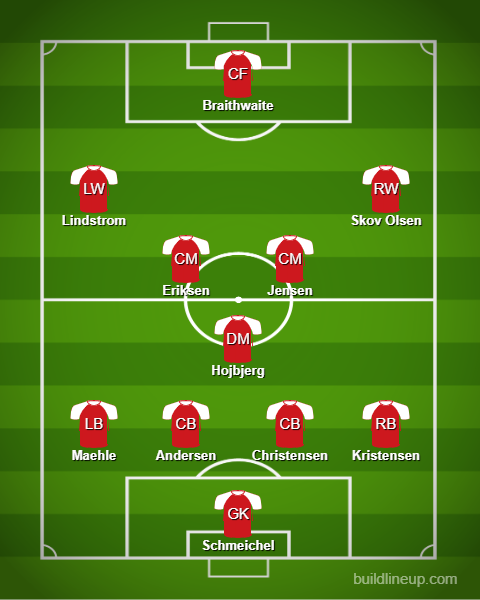 CF
Braithwaite
LW
Lindstrom
RW
Skov Olsen
CM
Eriksen
CM
Jensen
DM
Hojbjerg
LB
Maehle
CB
Andersen
CB
Christensen
RB
Kristensen
GK
Schmeichel
buildlineup.com